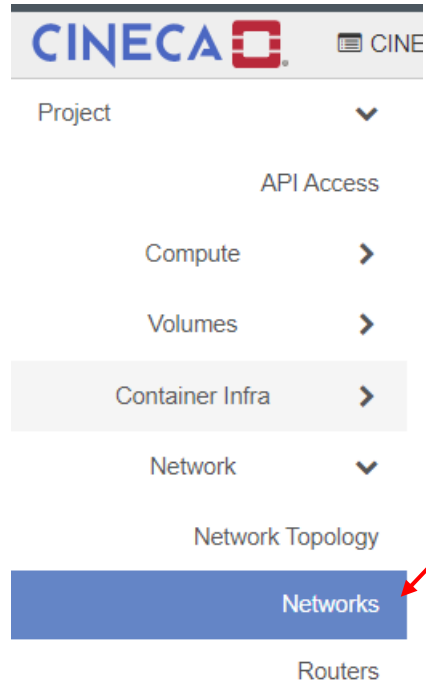 CINECA CINE
Project
API Access
Compute
Volumes
Container Infra
Network
Network Topology
Networks
Routers